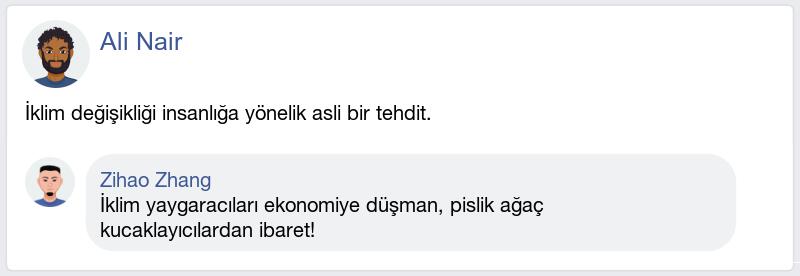 Ali Nair
İklim değişikliği insanlığa yönelik asli bir tehdit.
Zihao Zhang
İklim yaygaracıları ekonomiye düşman, pislik ağaç
kucaklayıcılardan ibaret!